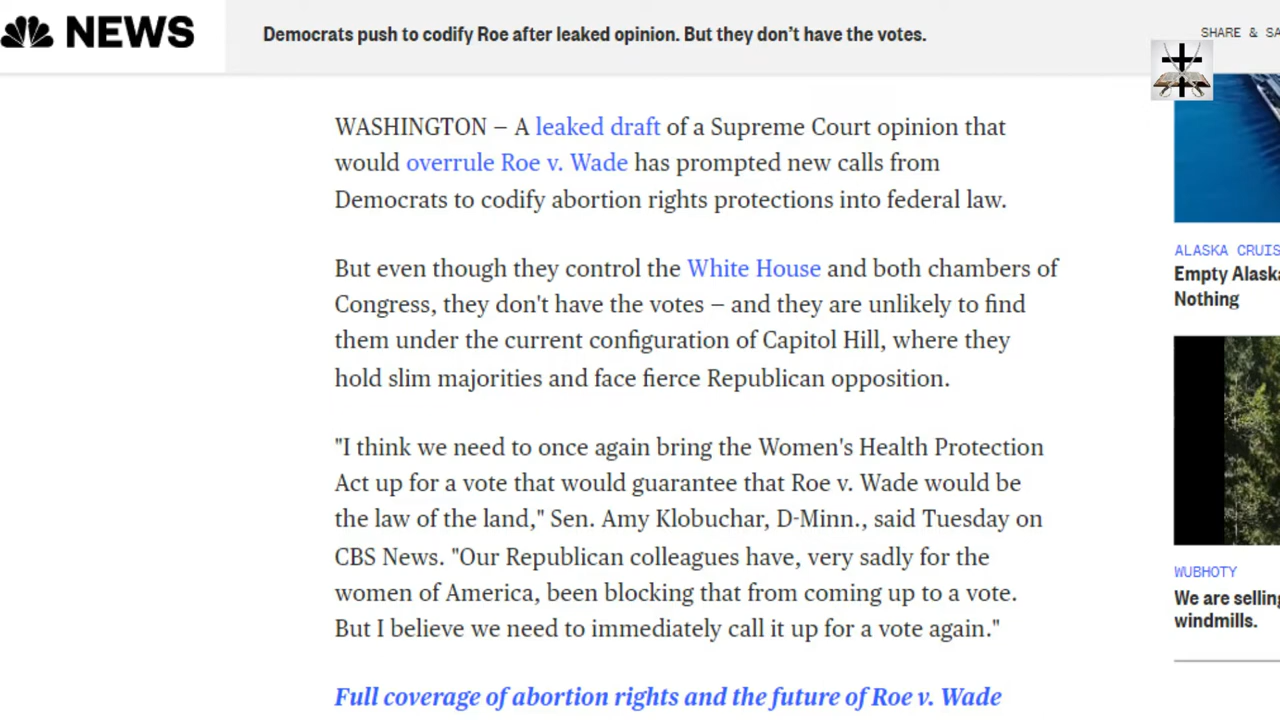 NEWS
Democrats push to codify Roe after leaked opinion. But they don't have the votes.
SHARE & SA
WASHINGTON – A leaked draft of a Supreme Court opinion that
would overrule Roe v. Wade has prompted new calls from
Democrats to codify abortion rights protections into federal law.
But even though they control the White House and both chambers of
Congress, they don't have the votes – and they are unlikely to find
them under the current configuration of Capitol Hill, where they
hold slim majorities and face fierce Republican opposition.
"I think we need to once again bring the Women's Health Protection
Act up for a vote that would guarantee that Roe v. Wade would be
the law of the land," Sen. Amy Klobuchar, D-Minn., said Tuesday on
CBS News. "Our Republican colleagues have, very sadly for the
women of America, been blocking that from coming up to a vote.
But I believe we need to immediately call it up for a vote again."
Full coverage of abortion rights and the future of Roe v. Wade
ALASKA CRUIS
Empty Alaska
Nothing
WUBHOTY
We are selling
windmills.